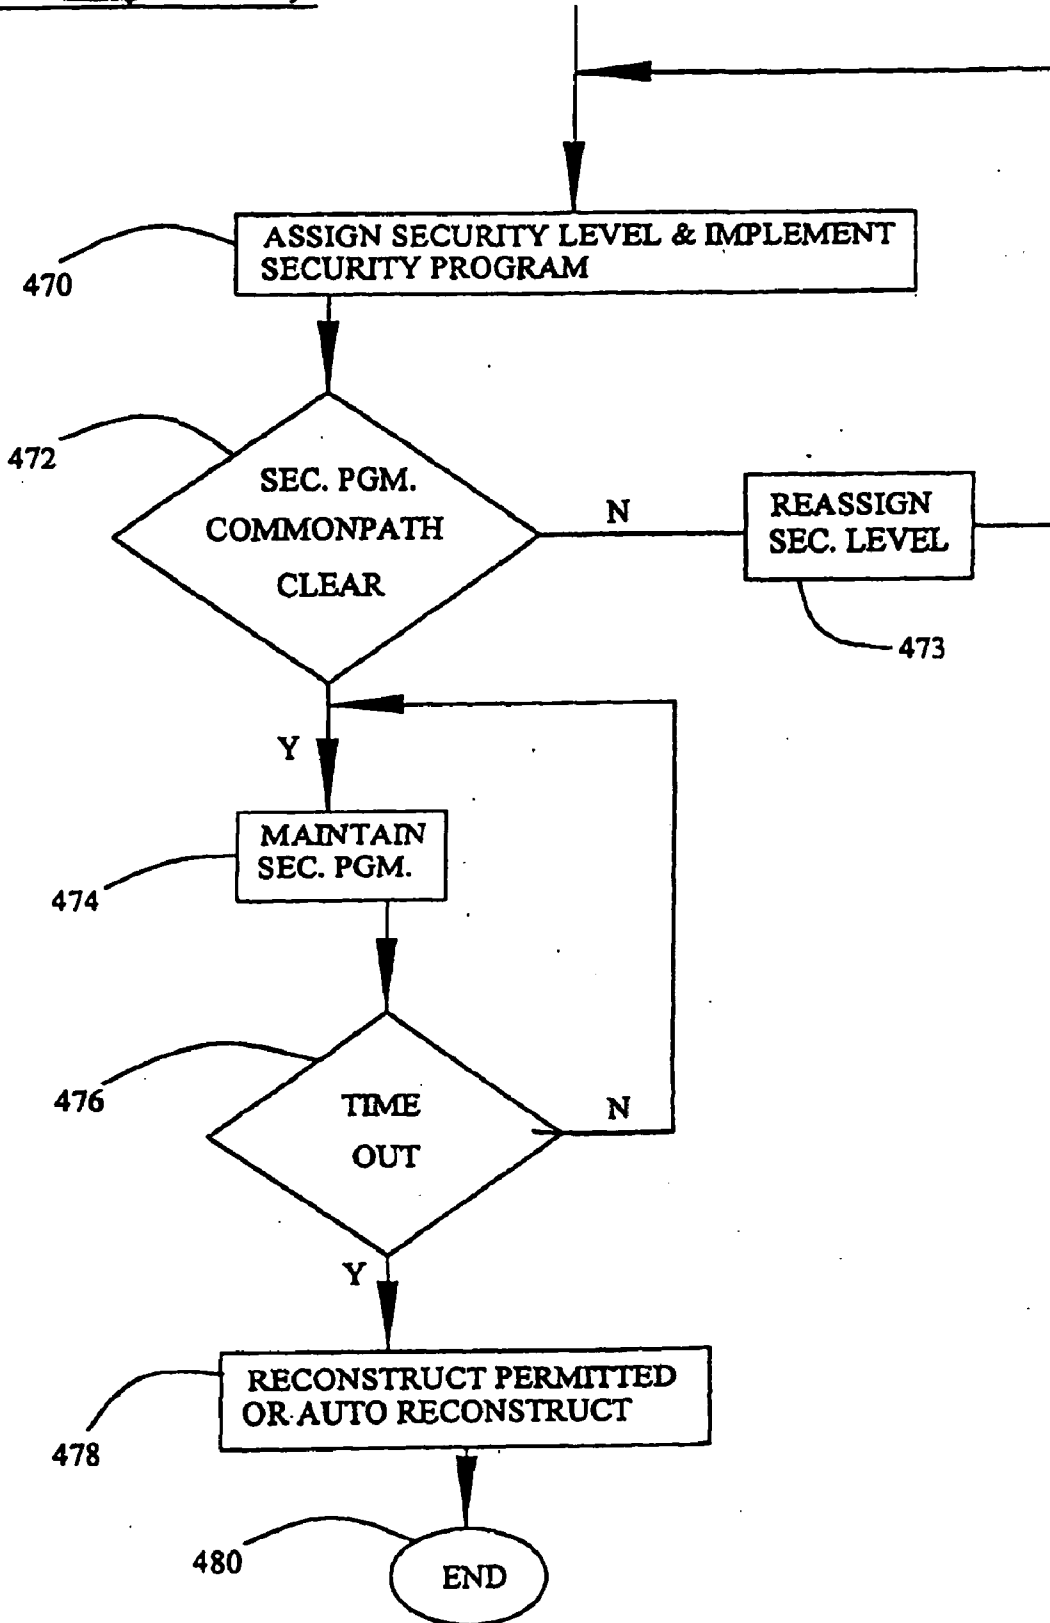 ASSIGN SECURITY LEVEL & IMPLEMENT
SECURITY PROGRAM
470
472
SEC. PGM.
COMMONPATH
CLEAR
N
REASSIGN
SEC. LEVEL
473
Y
MAINTAIN
SEC. PGM.
474
476
TIME
OUT
N
Y
RECONSTRUCT PERMITTED
OR AUTO RECONSTRUCT
478
480
END